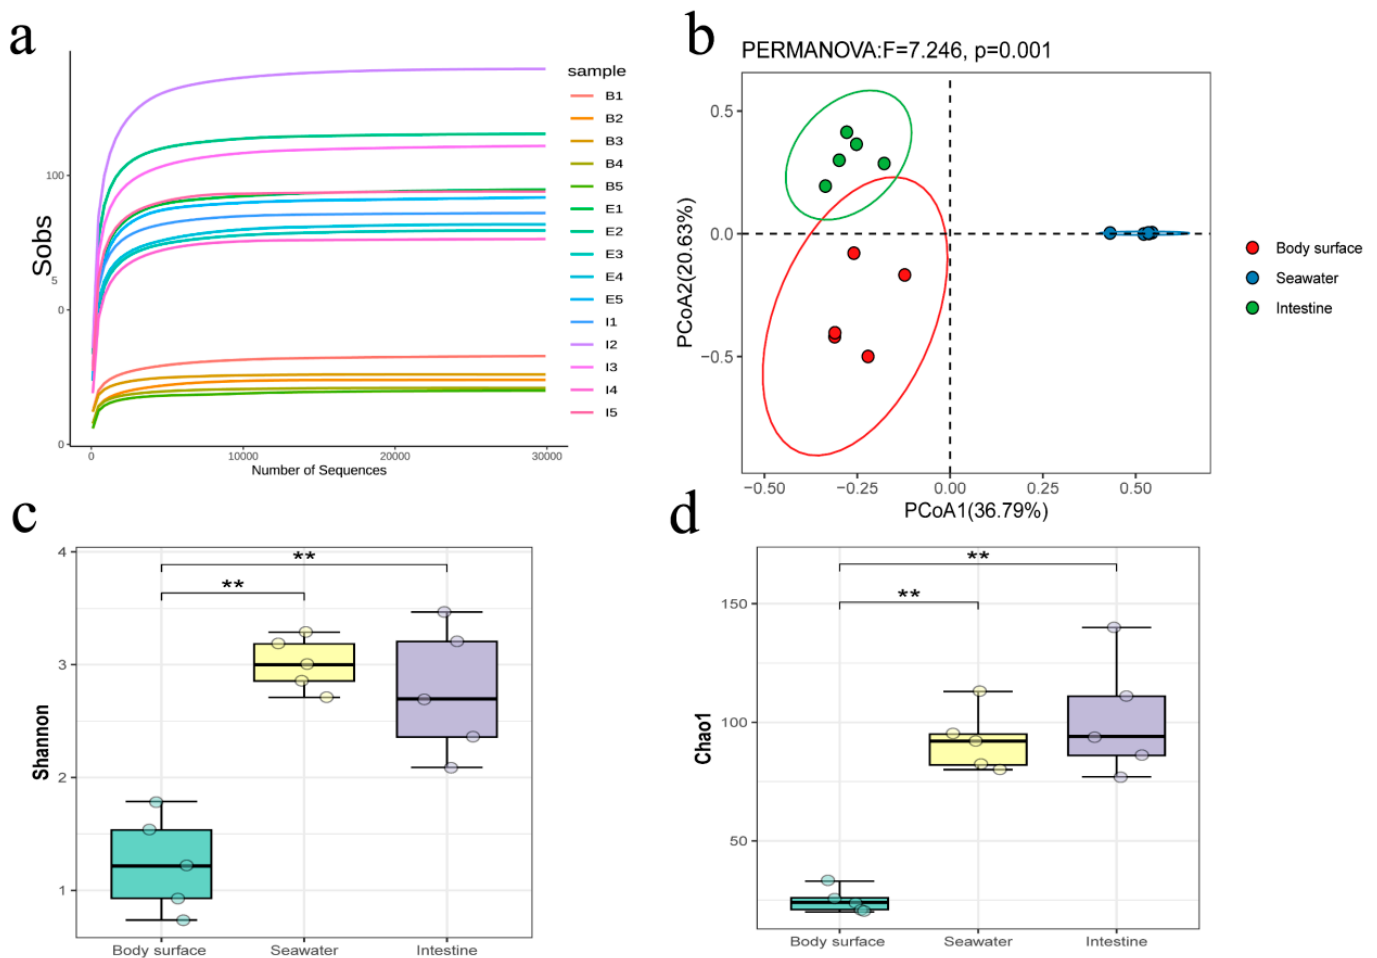 a
sample
B1
B2
B3
B4
B5
E1
E2
E3
E4
E5
I1
I2
I3
I4
I5
Sobs
100
5
0
0
0
10000
20000
30000
Number of Sequences
b
PERMANOVA:F=7.246, p=0.001
PCoA2(20.63%)
0.5
0.0
−0.5
−0.50
−0.25
0.00
0.25
0.50
PCoA1(36.79%)
Body surface
Seawater
Intestine
c
Shannon
4
3
2
1
**
**
Body surface
Seawater
Intestine
d
Chao1
150
100
50
**
**
Body surface
Seawater
Intestine